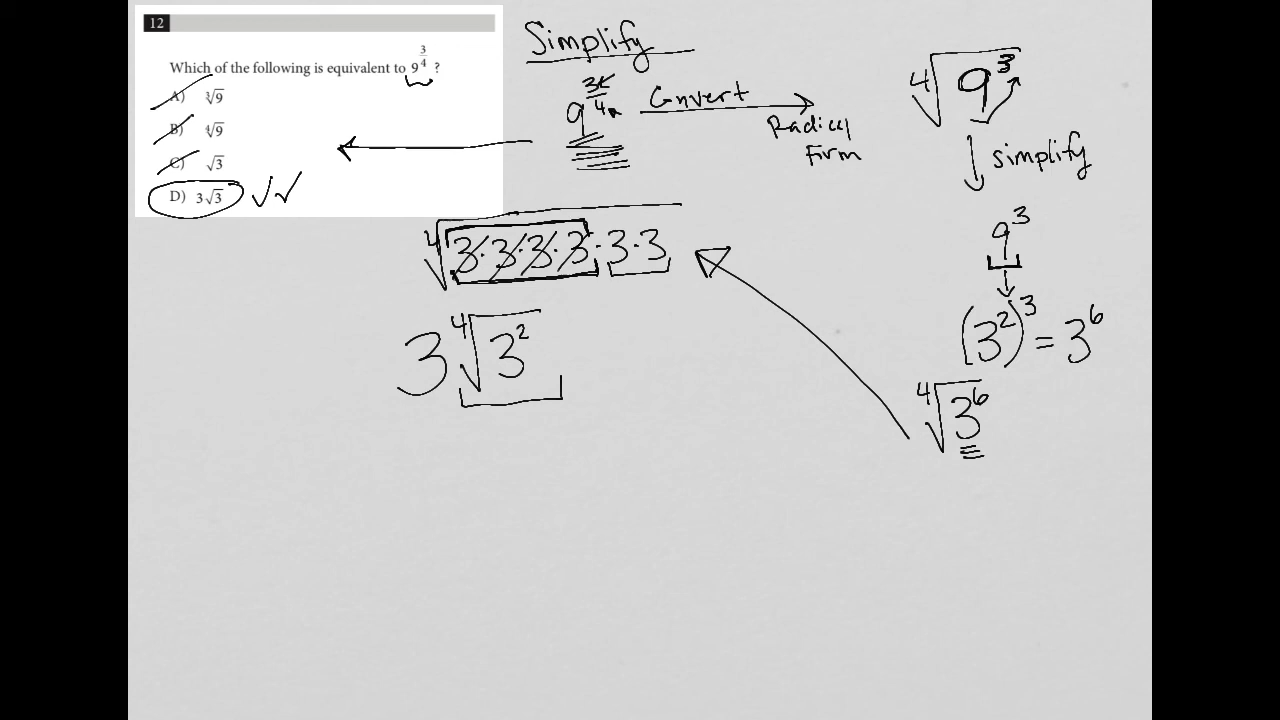 12
Which of the following is equivalent to 9^(3/4) ?
A) ∛9
B) ∜9
C) √3
D) 3√3 ✓✓
Simplify
9^(3/4)
Convert
Radical
Form
∜(9³)
simplify
9³
(3²)³ = 3⁶
∜(3⁶)
∜(3·3·3·3·3·3)
3∜(3²)